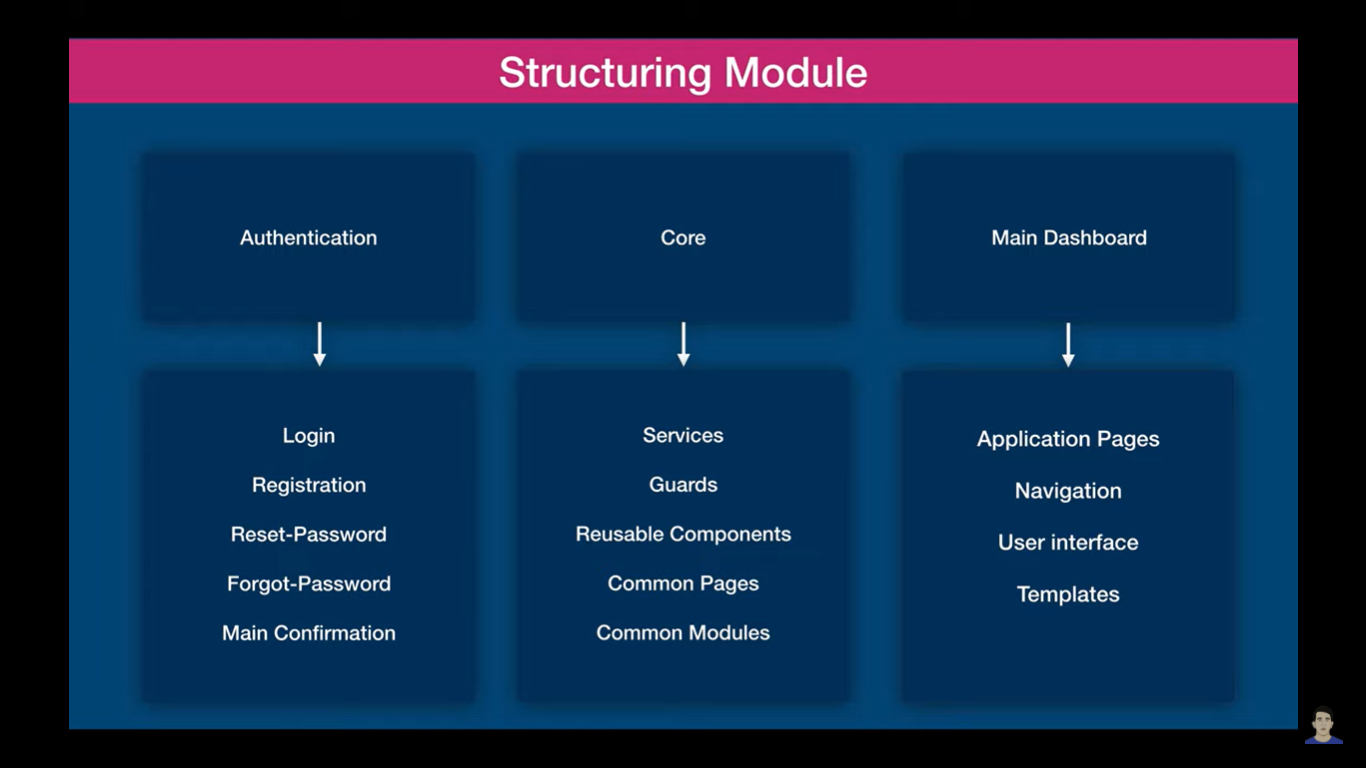 Structuring Module
Authentication
Core
Main Dashboard
Login
Registration
Reset-Password
Forgot-Password
Main Confirmation
Services
Guards
Reusable Components
Common Pages
Common Modules
Application Pages
Navigation
User interface
Templates